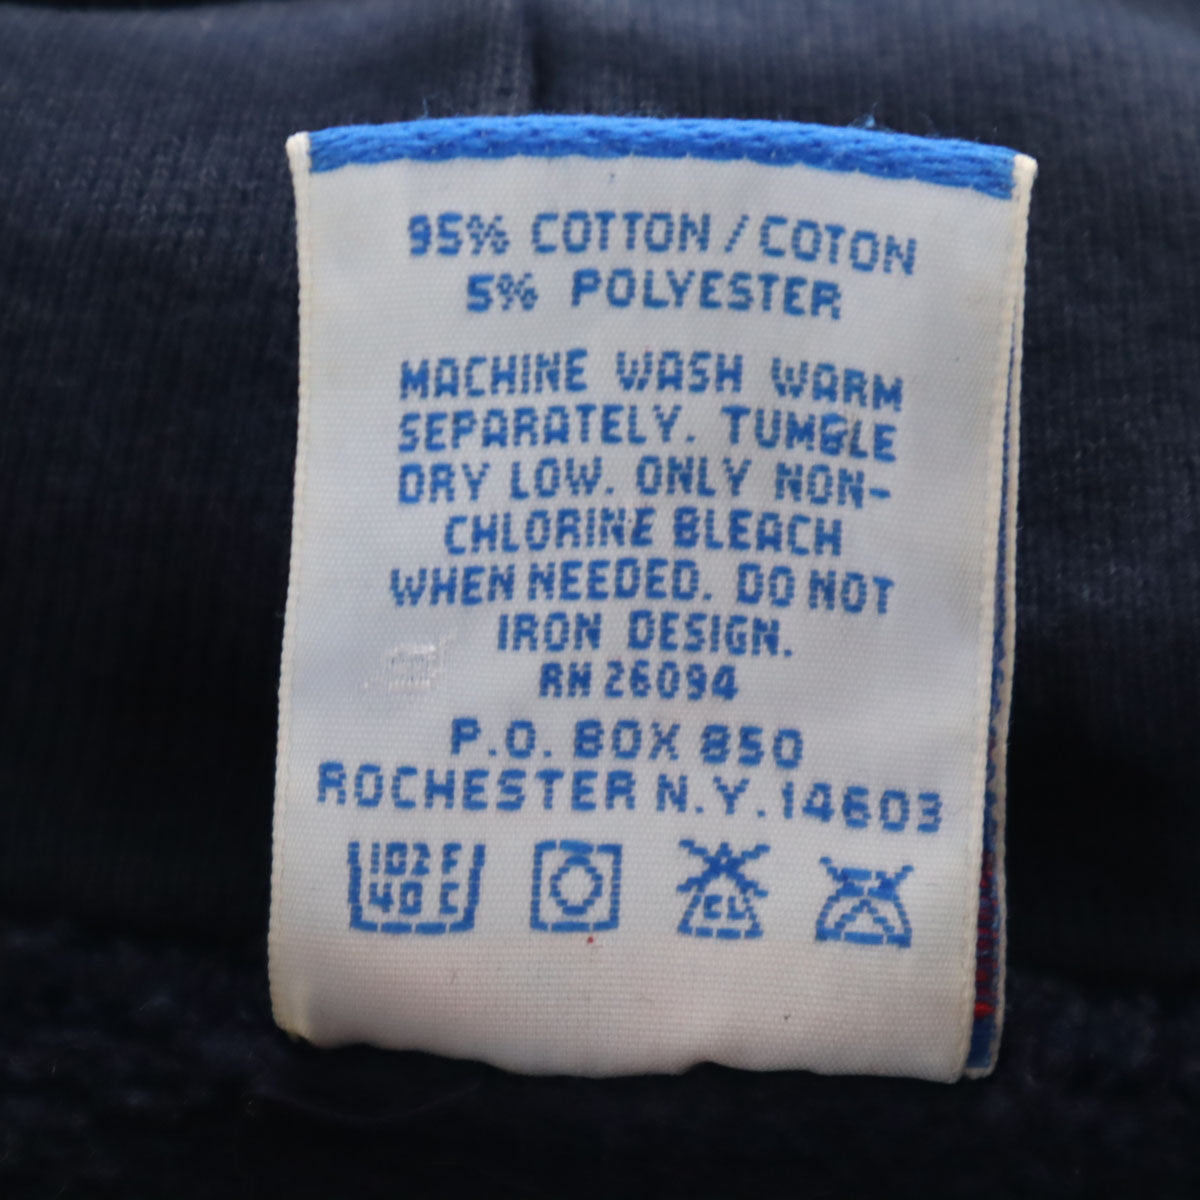 95% COTTON / COTON
5% POLYESTER
MACHINE WASH WARM
SEPARATELY. TUMBLE
DRY LOW. ONLY NON-
CHLORINE BLEACH
WHEN NEEDED. DO NOT
IRON DESIGN.
RN 26094
P.O. BOX 850
ROCHESTER N.Y. 14603
102 F
40 C
CL